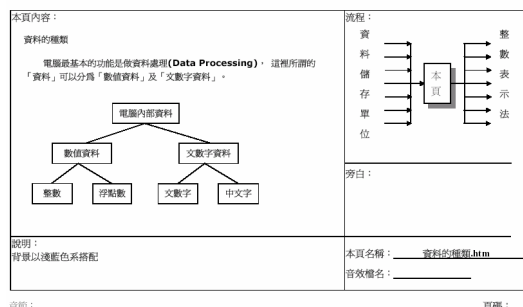 本頁內容：
資料的種類
電腦最基本的功能是做資料處理(Data Processing)， 這裡所謂的
「資料」可以分為「數值資料」及「文數字資料」。
電腦內部資料
數值資料
文數字資料
整數
浮點數
文數字
中文字
流程：
資料儲存單位
本頁
整數表示法
旁白：
說明：
背景以淺藍色系搭配
本頁名稱：資料的種類.htm
音效檔名：
頁碼：